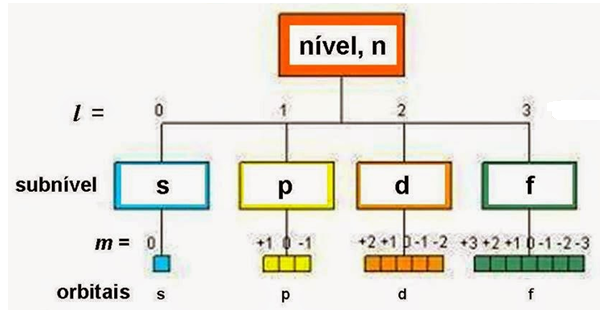 nível, n
l = 0 1 2 3
subnível s p d f
m = 0 +1 0 -1 +2 +1 0 -1 -2 +3 +2 +1 0 -1 -2 -3
orbitais s p d f